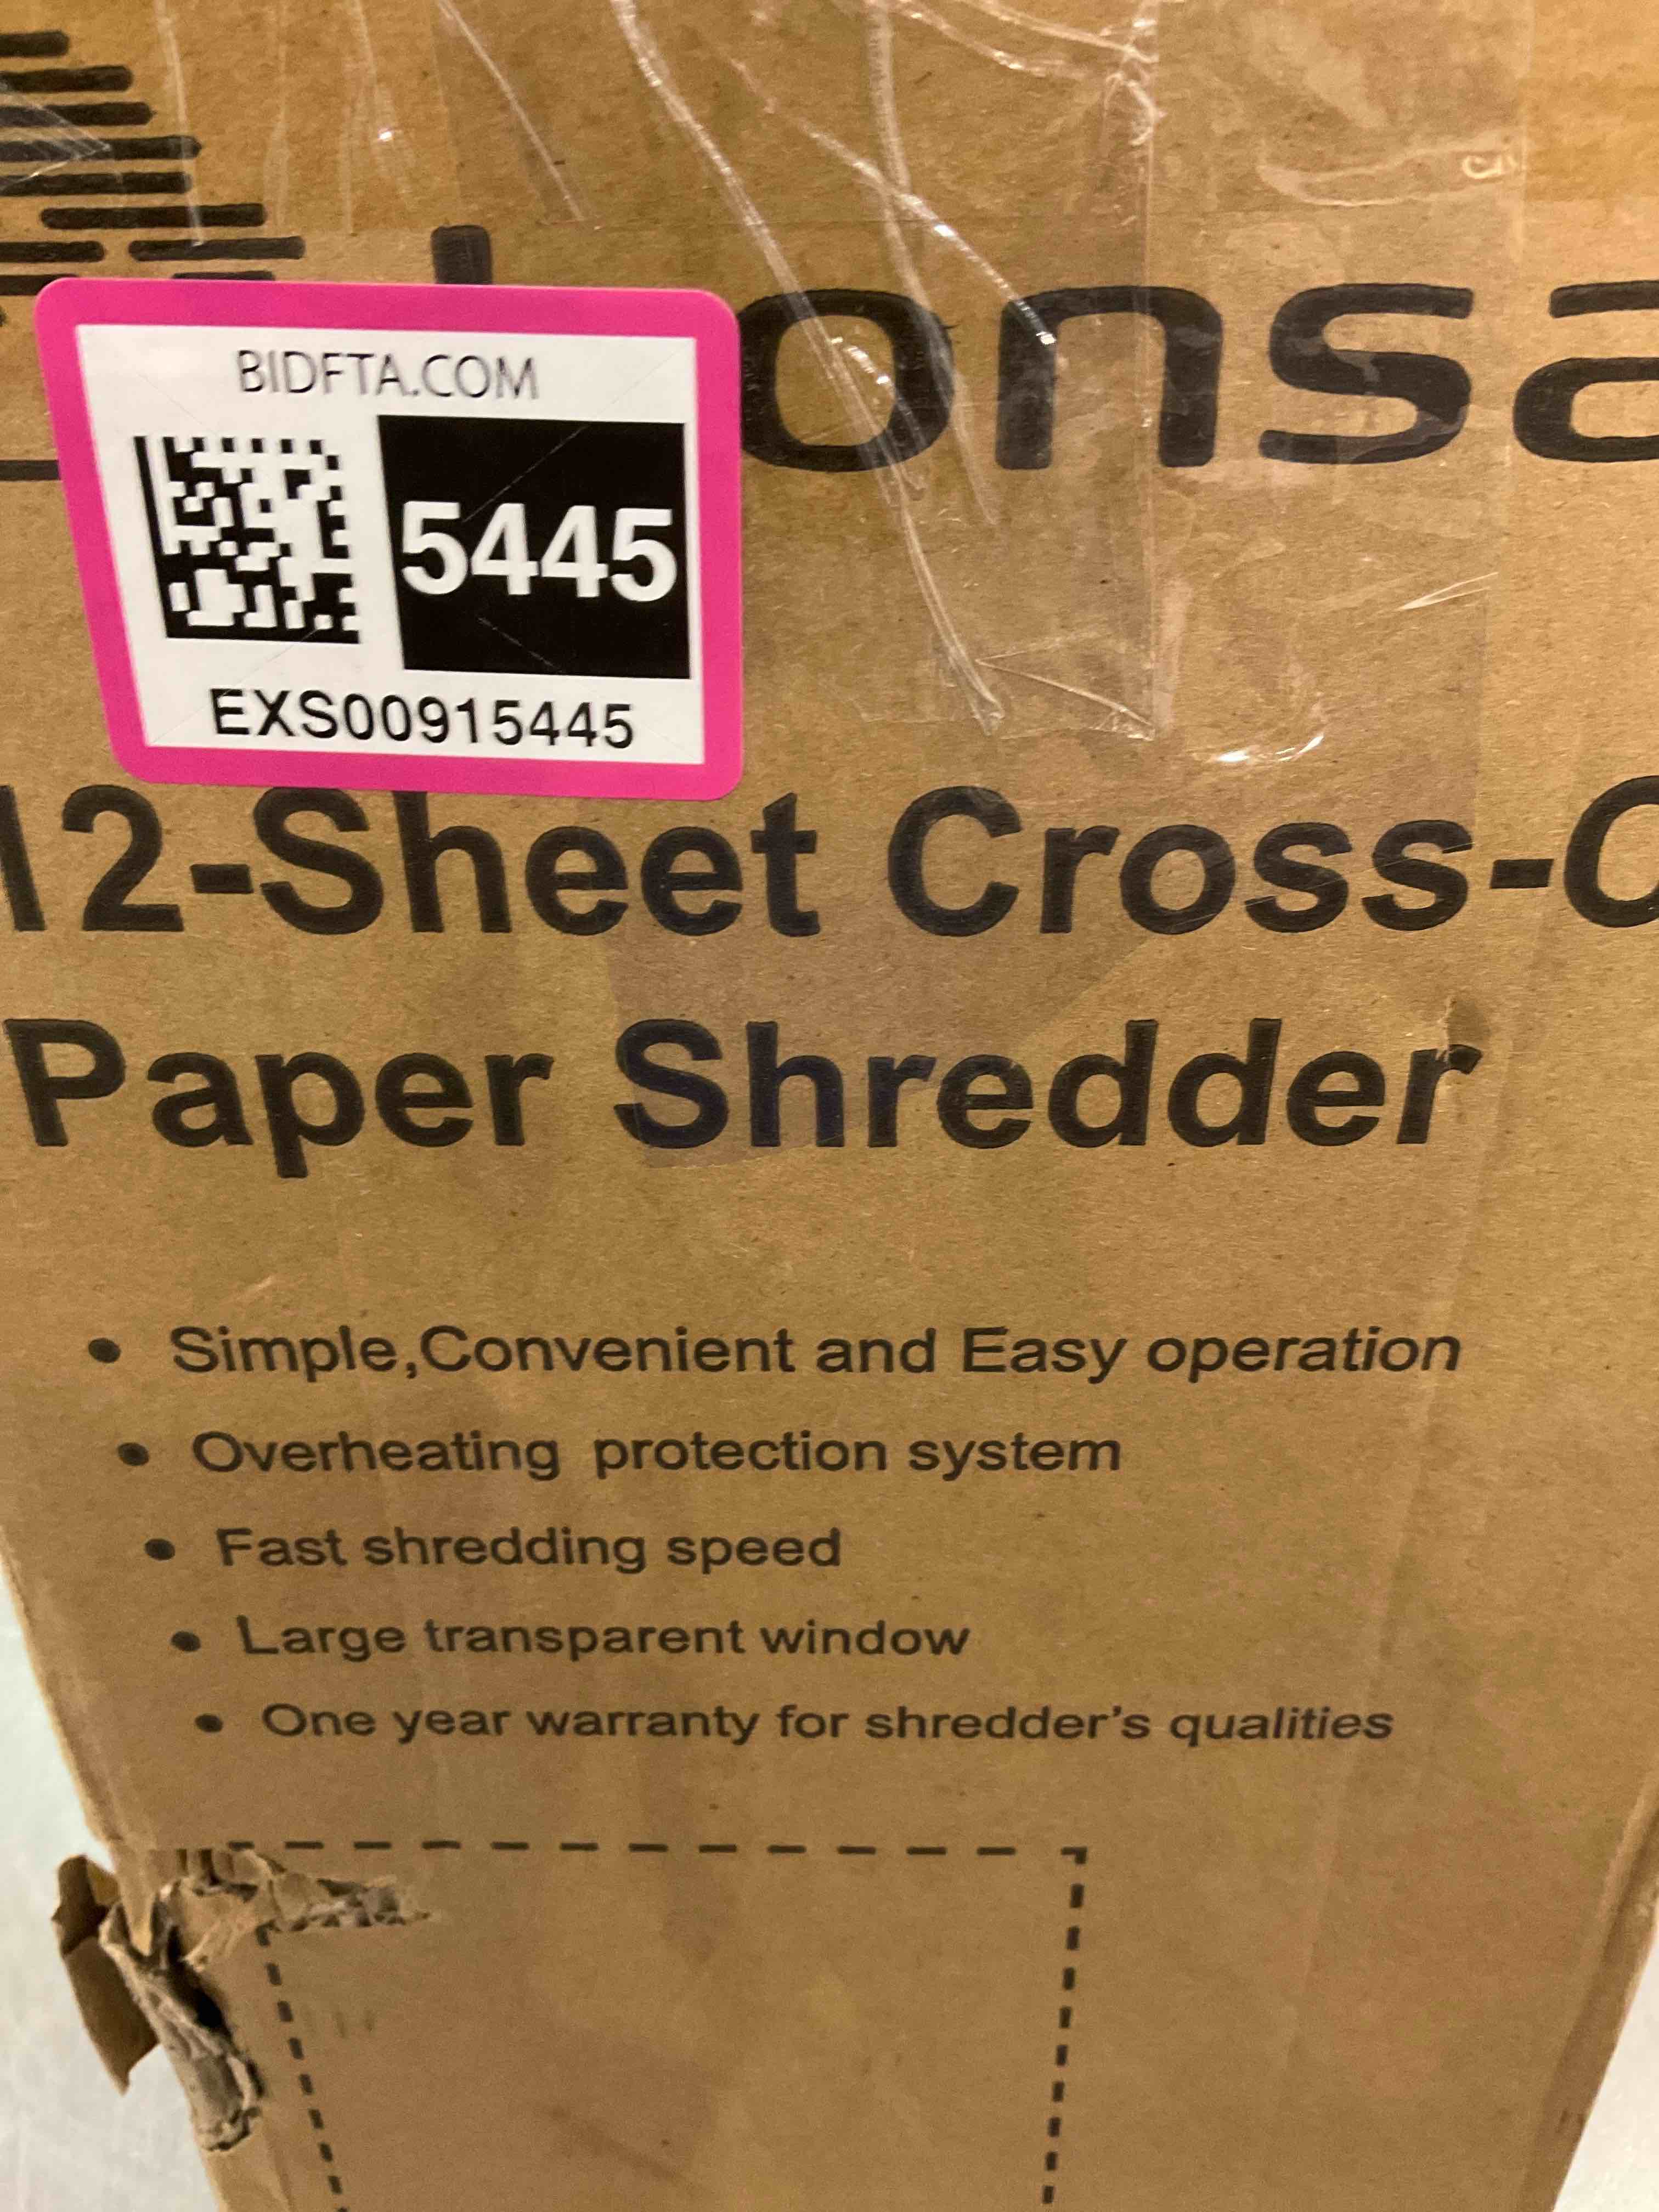 onsa
BIDFTA.COM
5445
EXS00915445
12-Sheet Cross-C
Paper Shredder
• Simple,Convenient and Easy operation
• Overheating protection system
• Fast shredding speed
• Large transparent window
• One year warranty for shredder's qualities